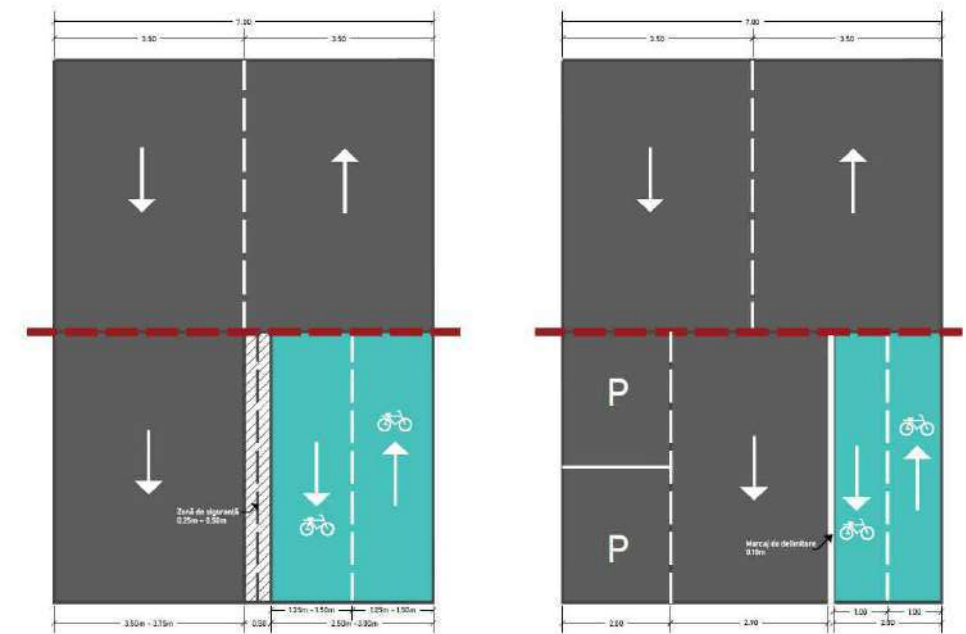 7.00
3.50
3.50
Zonă de siguranță
0.25m - 0.50m
1.25m - 1.50m
1.25m - 1.50m
3.50m - 3.75m
0.50
2.50m - 3.00m
7.00
3.50
3.50
P
P
Marcaj de delimitare
0.10m
1.00
1.00
2.00
2.90
2.00